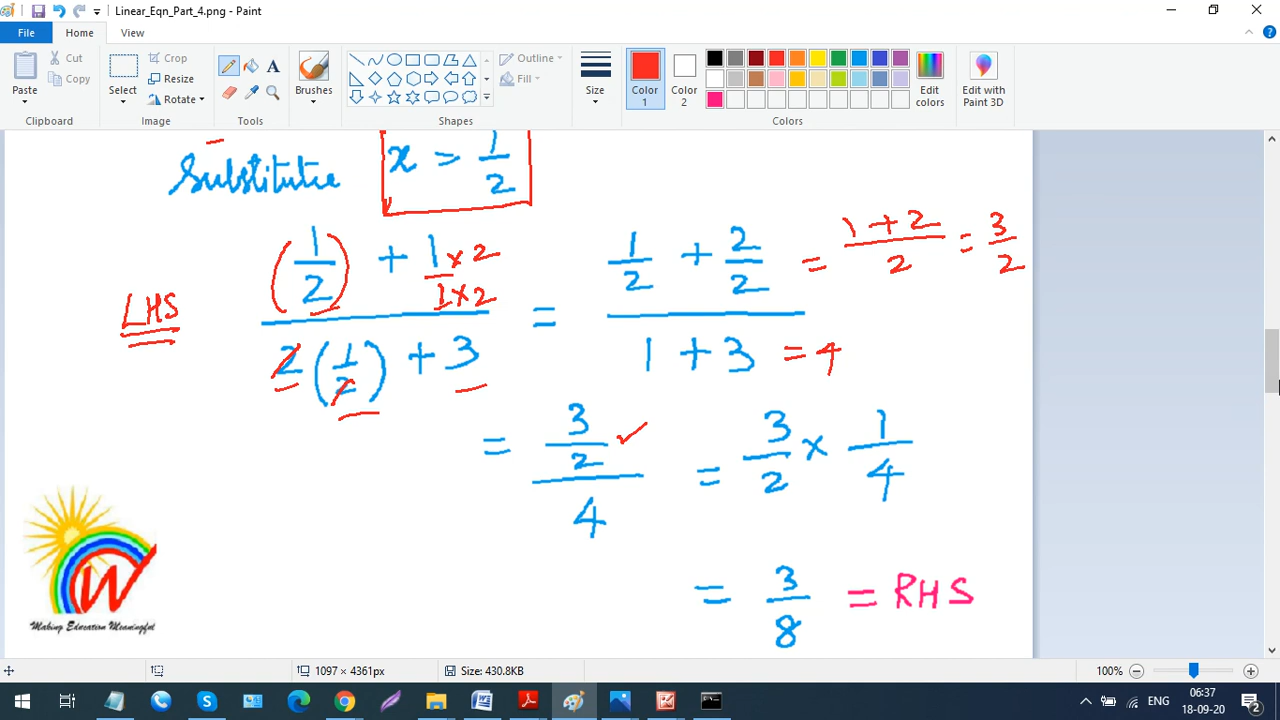 Linear_Eqn_Part_4.png - Paint
File Home View
Paste Cut Copy Select Crop Resize Rotate Brushes Outline Fill Size Color 1 Color 2 Edit colors Edit with Paint 3D
Clipboard Image Tools Shapes Colors
Substitute x = 1/2
LHS ((1/2) + 1×2/1×2) / (2(1/2) + 3) = (1/2 + 2/2) / (1 + 3) = (1+2)/2 = 3/2
= 4
= (3/2)/4 ✓ = 3/2 × 1/4
= 3/8 = RHS
W
Making Education Meaningful
1097 × 4361px Size: 430.8KB 100%
ENG 06:37
18-09-20 2